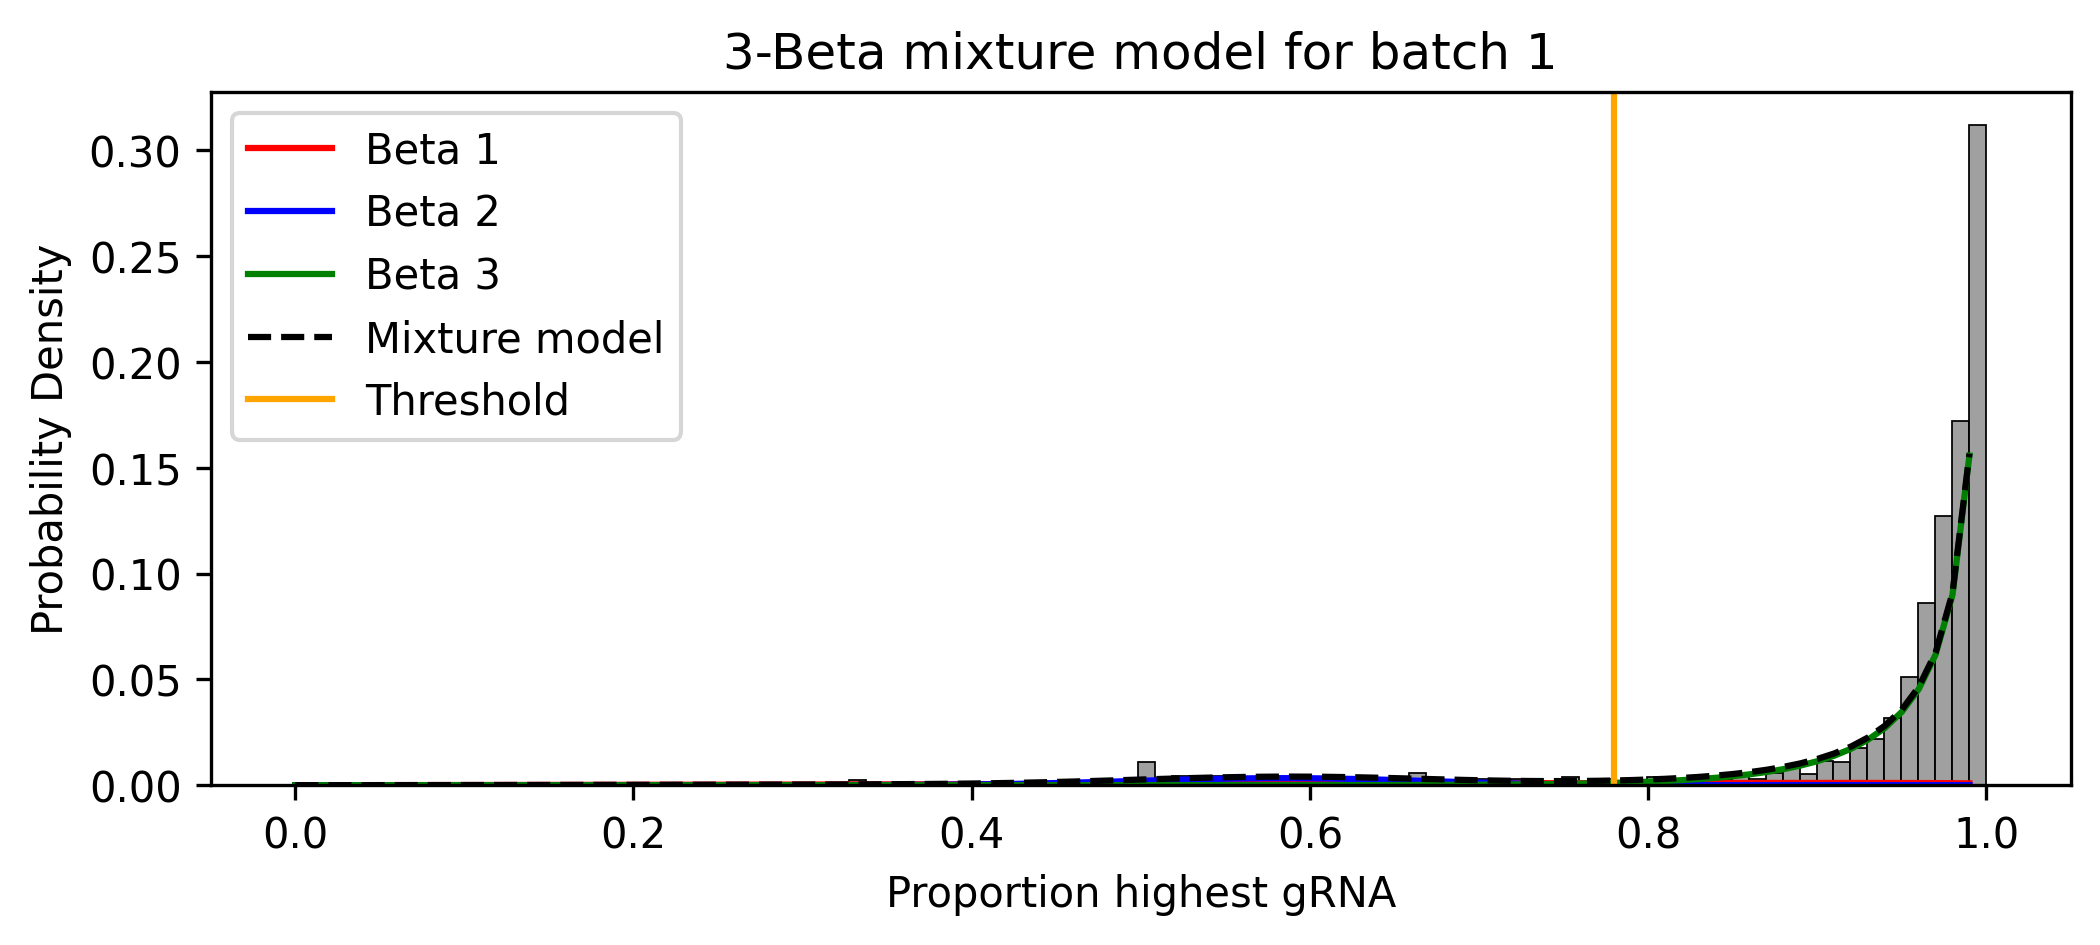 3-Beta mixture model for batch 1
Probability Density
0.30
0.25
0.20
0.15
0.10
0.05
0.00
Beta 1
Beta 2
Beta 3
Mixture model
Threshold
0.0 0.2 0.4 0.6 0.8 1.0
Proportion highest gRNA